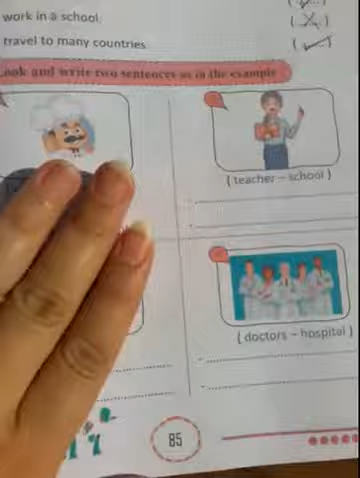 work in a school.
travel to many countries.
Look and write two sentences as in the example
( teacher – school )
( doctors – hospital )
85